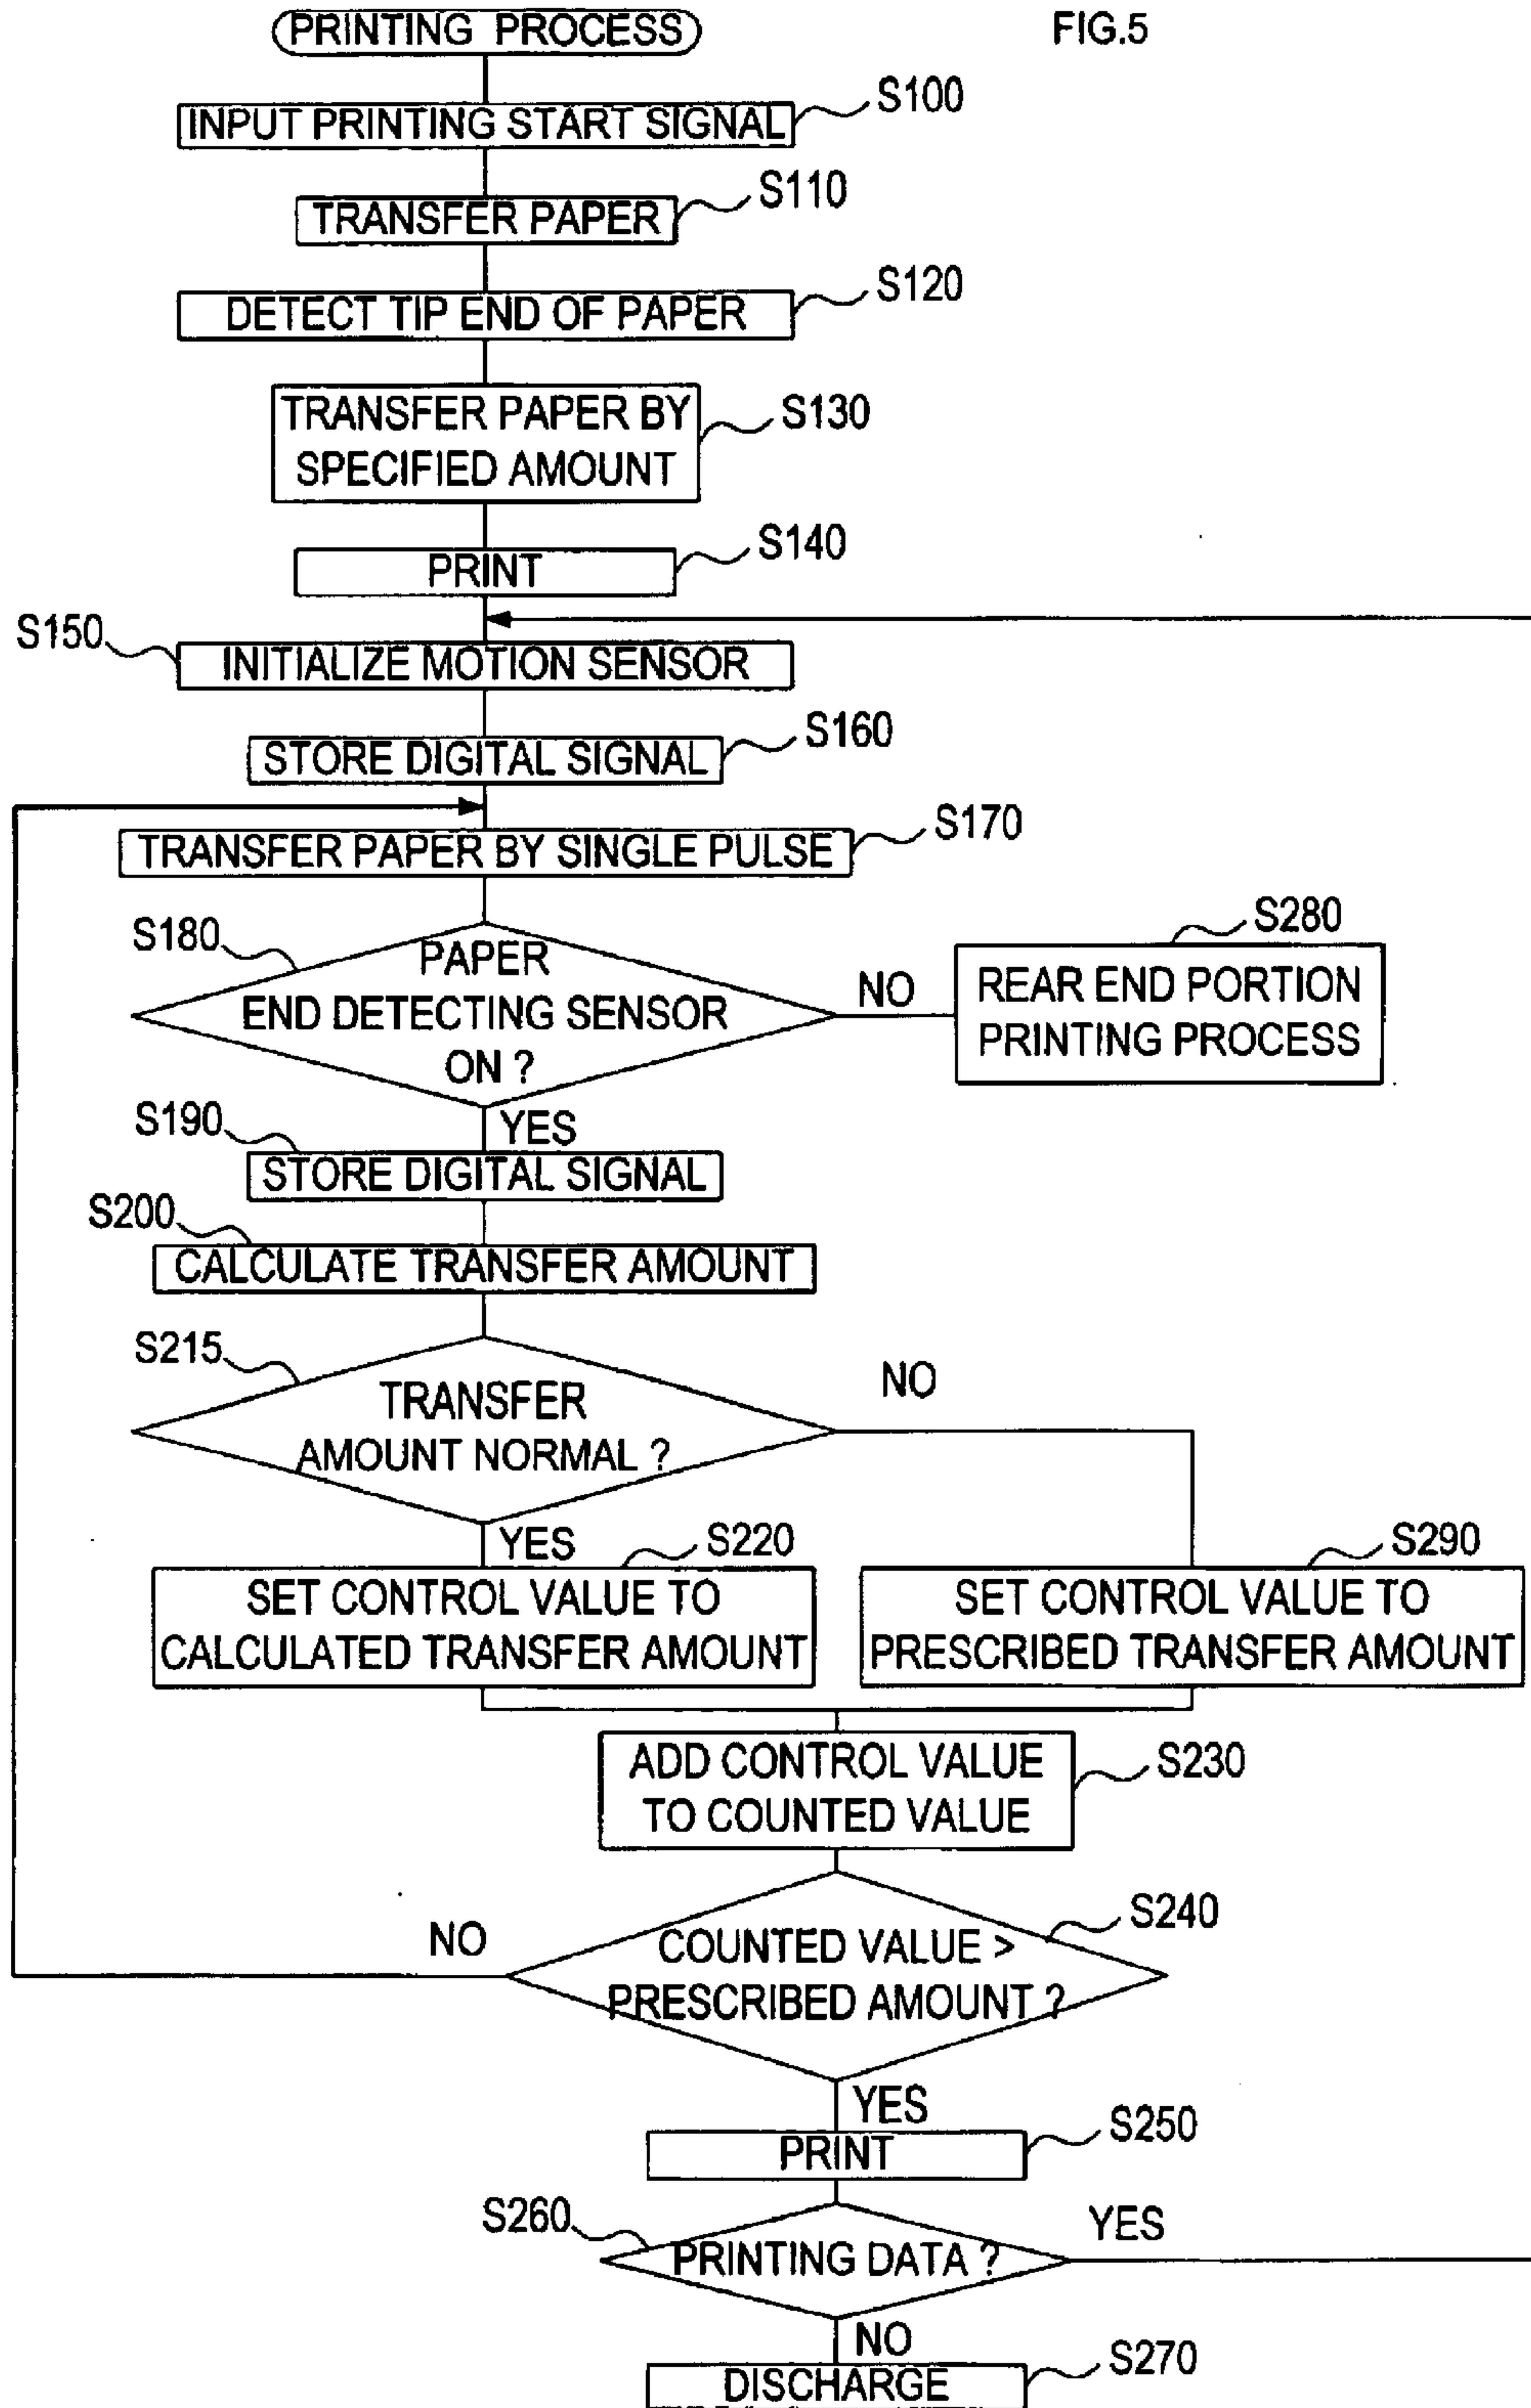 PRINTING PROCESS
FIG.5
S100
INPUT PRINTING START SIGNAL
S110
TRANSFER PAPER
S120
DETECT TIP END OF PAPER
S130
TRANSFER PAPER BY
SPECIFIED AMOUNT
S140
PRINT
S150
INITIALIZE MOTION SENSOR
S160
STORE DIGITAL SIGNAL
S170
TRANSFER PAPER BY SINGLE PULSE
S180
PAPER
END DETECTING SENSOR
ON ?
NO
S280
REAR END PORTION
PRINTING PROCESS
YES
S190
STORE DIGITAL SIGNAL
S200
CALCULATE TRANSFER AMOUNT
S215
TRANSFER
AMOUNT NORMAL ?
NO
YES
S220
SET CONTROL VALUE TO
CALCULATED TRANSFER AMOUNT
S290
SET CONTROL VALUE TO
PRESCRIBED TRANSFER AMOUNT
ADD CONTROL VALUE
TO COUNTED VALUE
S230
S240
NO
COUNTED VALUE >
PRESCRIBED AMOUNT ?
YES
S250
PRINT
S260
PRINTING DATA ?
YES
NO
S270
DISCHARGE